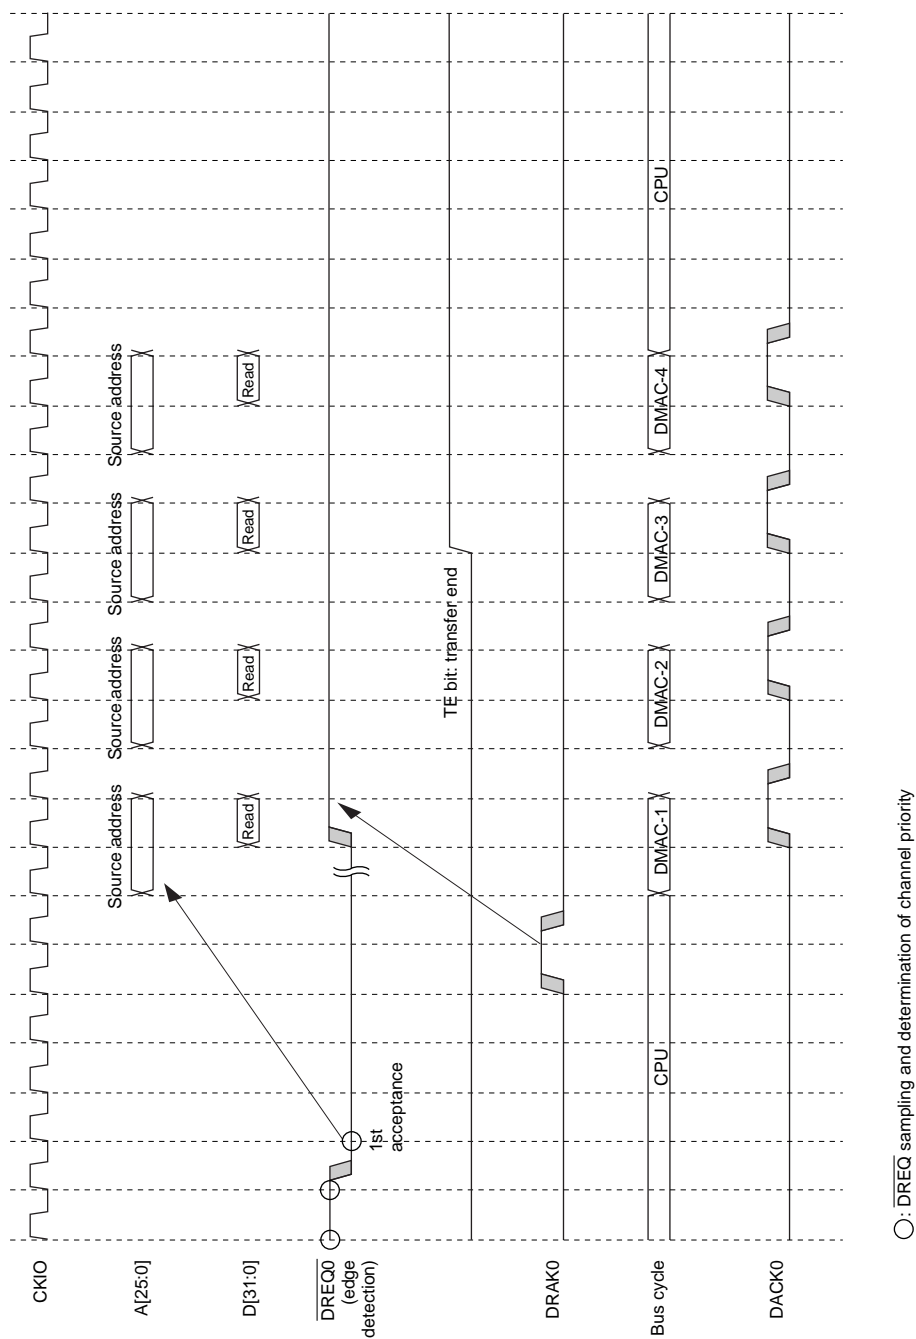 CKIO
A[25:0]
Source address
Source address
Source address
Source address
D[31:0]
Read
Read
Read
Read
DREQ0
(edge
detection)
1st
acceptance
TE bit: transfer end
DRAK0
Bus cycle
CPU
DMAC-1
DMAC-2
DMAC-3
DMAC-4
CPU
DACK0
: DREQ sampling and determination of channel priority